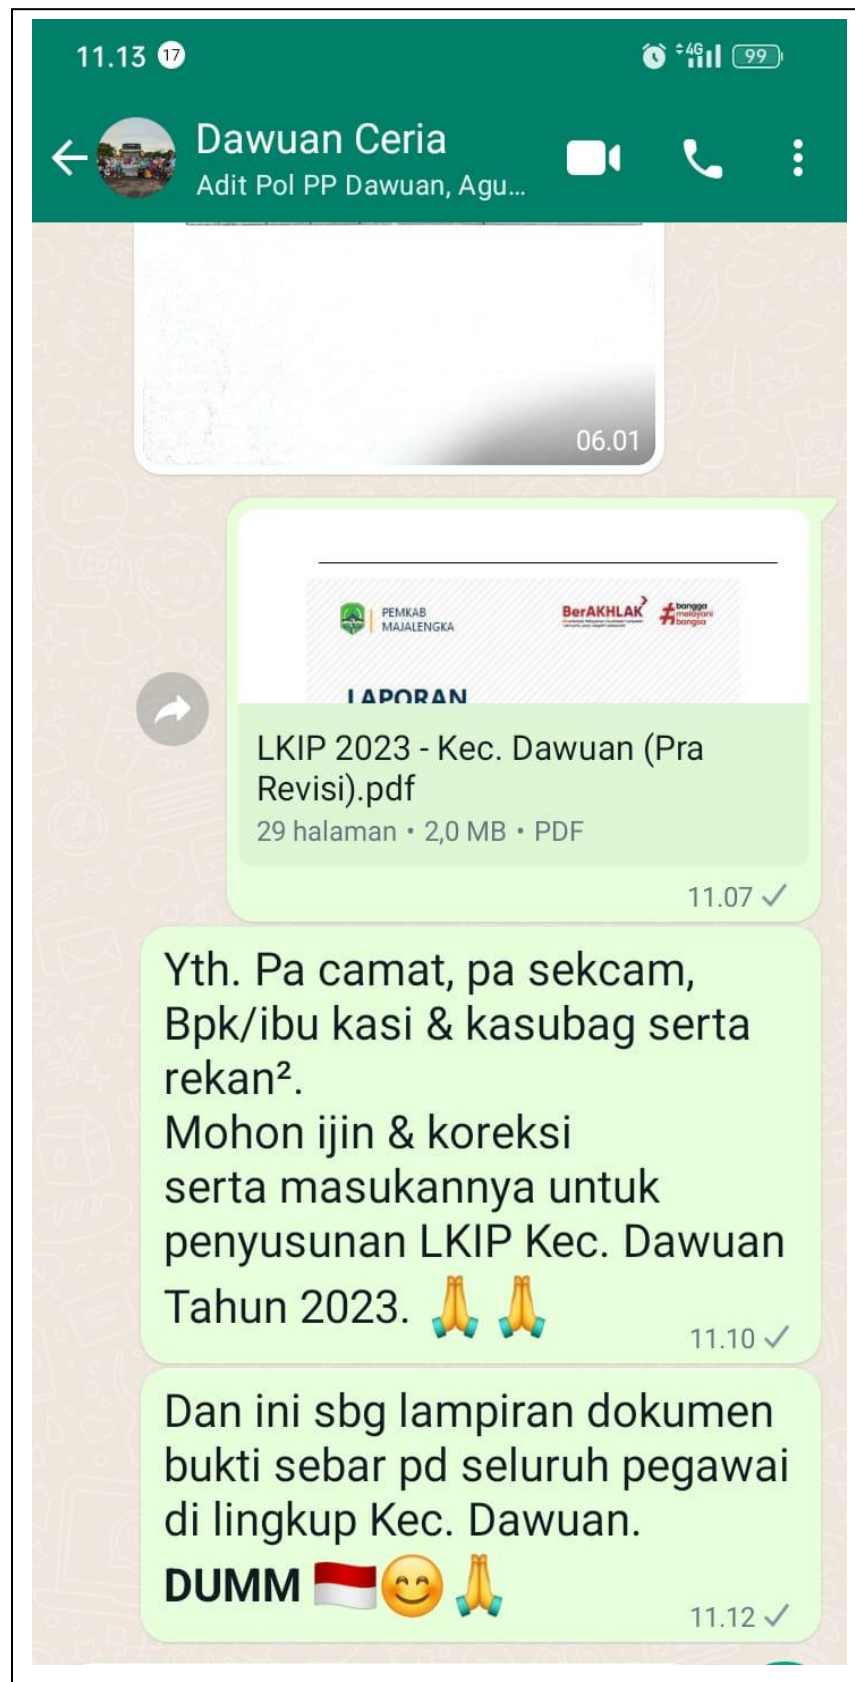 11.13 17
4G 99
Dawuan Ceria
Adit Pol PP Dawuan, Agu...
06.01
PEMKAB
MAJALENGKA
BerAKHLAK
#bangga
melayani
bangsa
LAPORAN
LKIP 2023 - Kec. Dawuan (Pra
Revisi).pdf
29 halaman • 2,0 MB • PDF
11.07
Yth. Pa camat, pa sekcam,
Bpk/ibu kasi & kasubag serta
rekan².
Mohon ijin & koreksi
serta masukannya untuk
penyusunan LKIP Kec. Dawuan
Tahun 2023. 🙏 🙏
11.10
Dan ini sbg lampiran dokumen
bukti sebar pd seluruh pegawai
di lingkup Kec. Dawuan.
DUMM 🇮🇩😊🙏
11.12